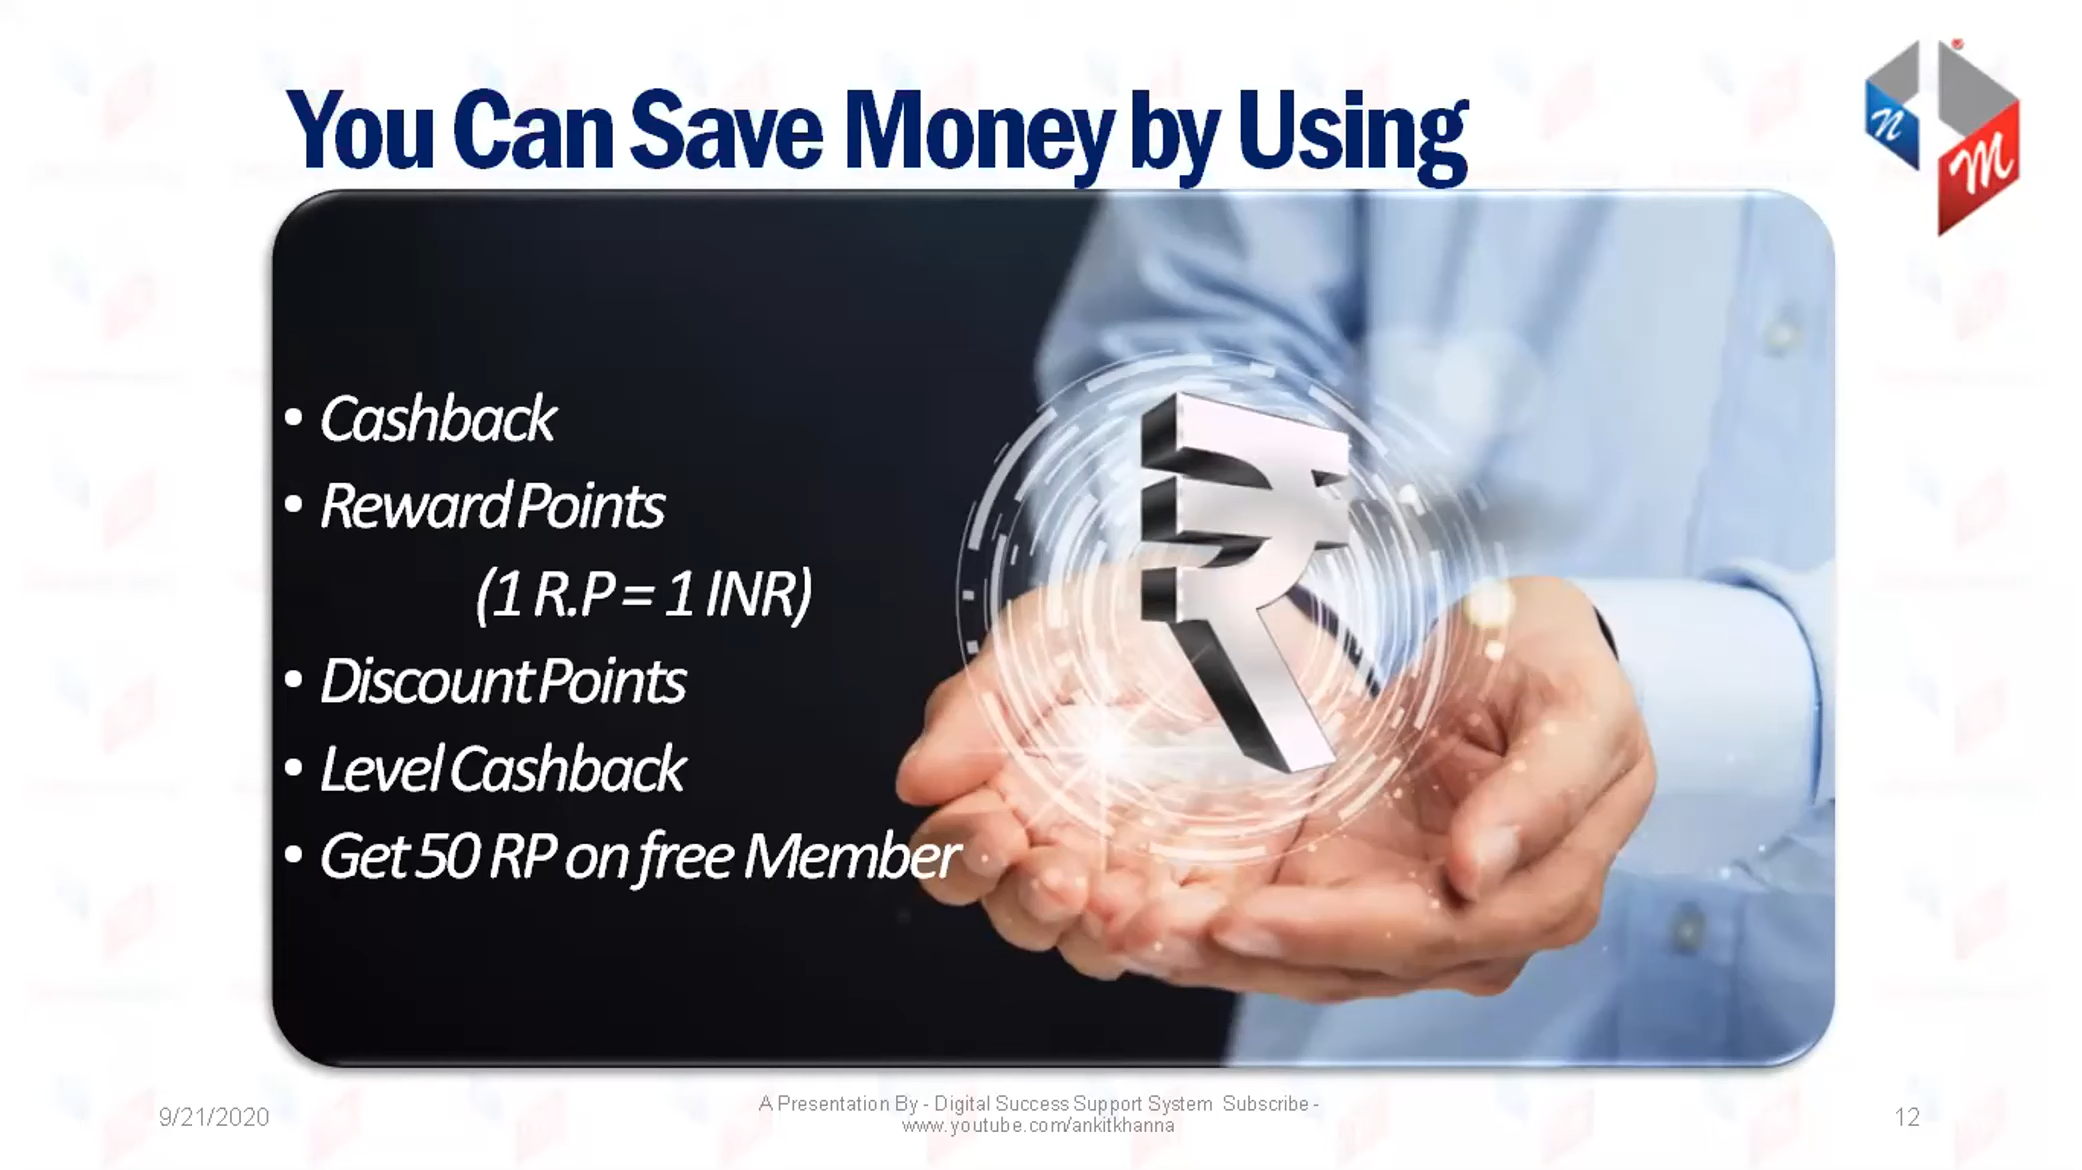 You Can Save Money by Using
n
M
• Cashback
• Reward Points
(1 R.P = 1 INR)
• Discount Points
• Level Cashback
• Get 50 RP on free Member
9/21/2020
A Presentation By - Digital Success Support System Subscribe -
www.youtube.com/ankitkhanna
12